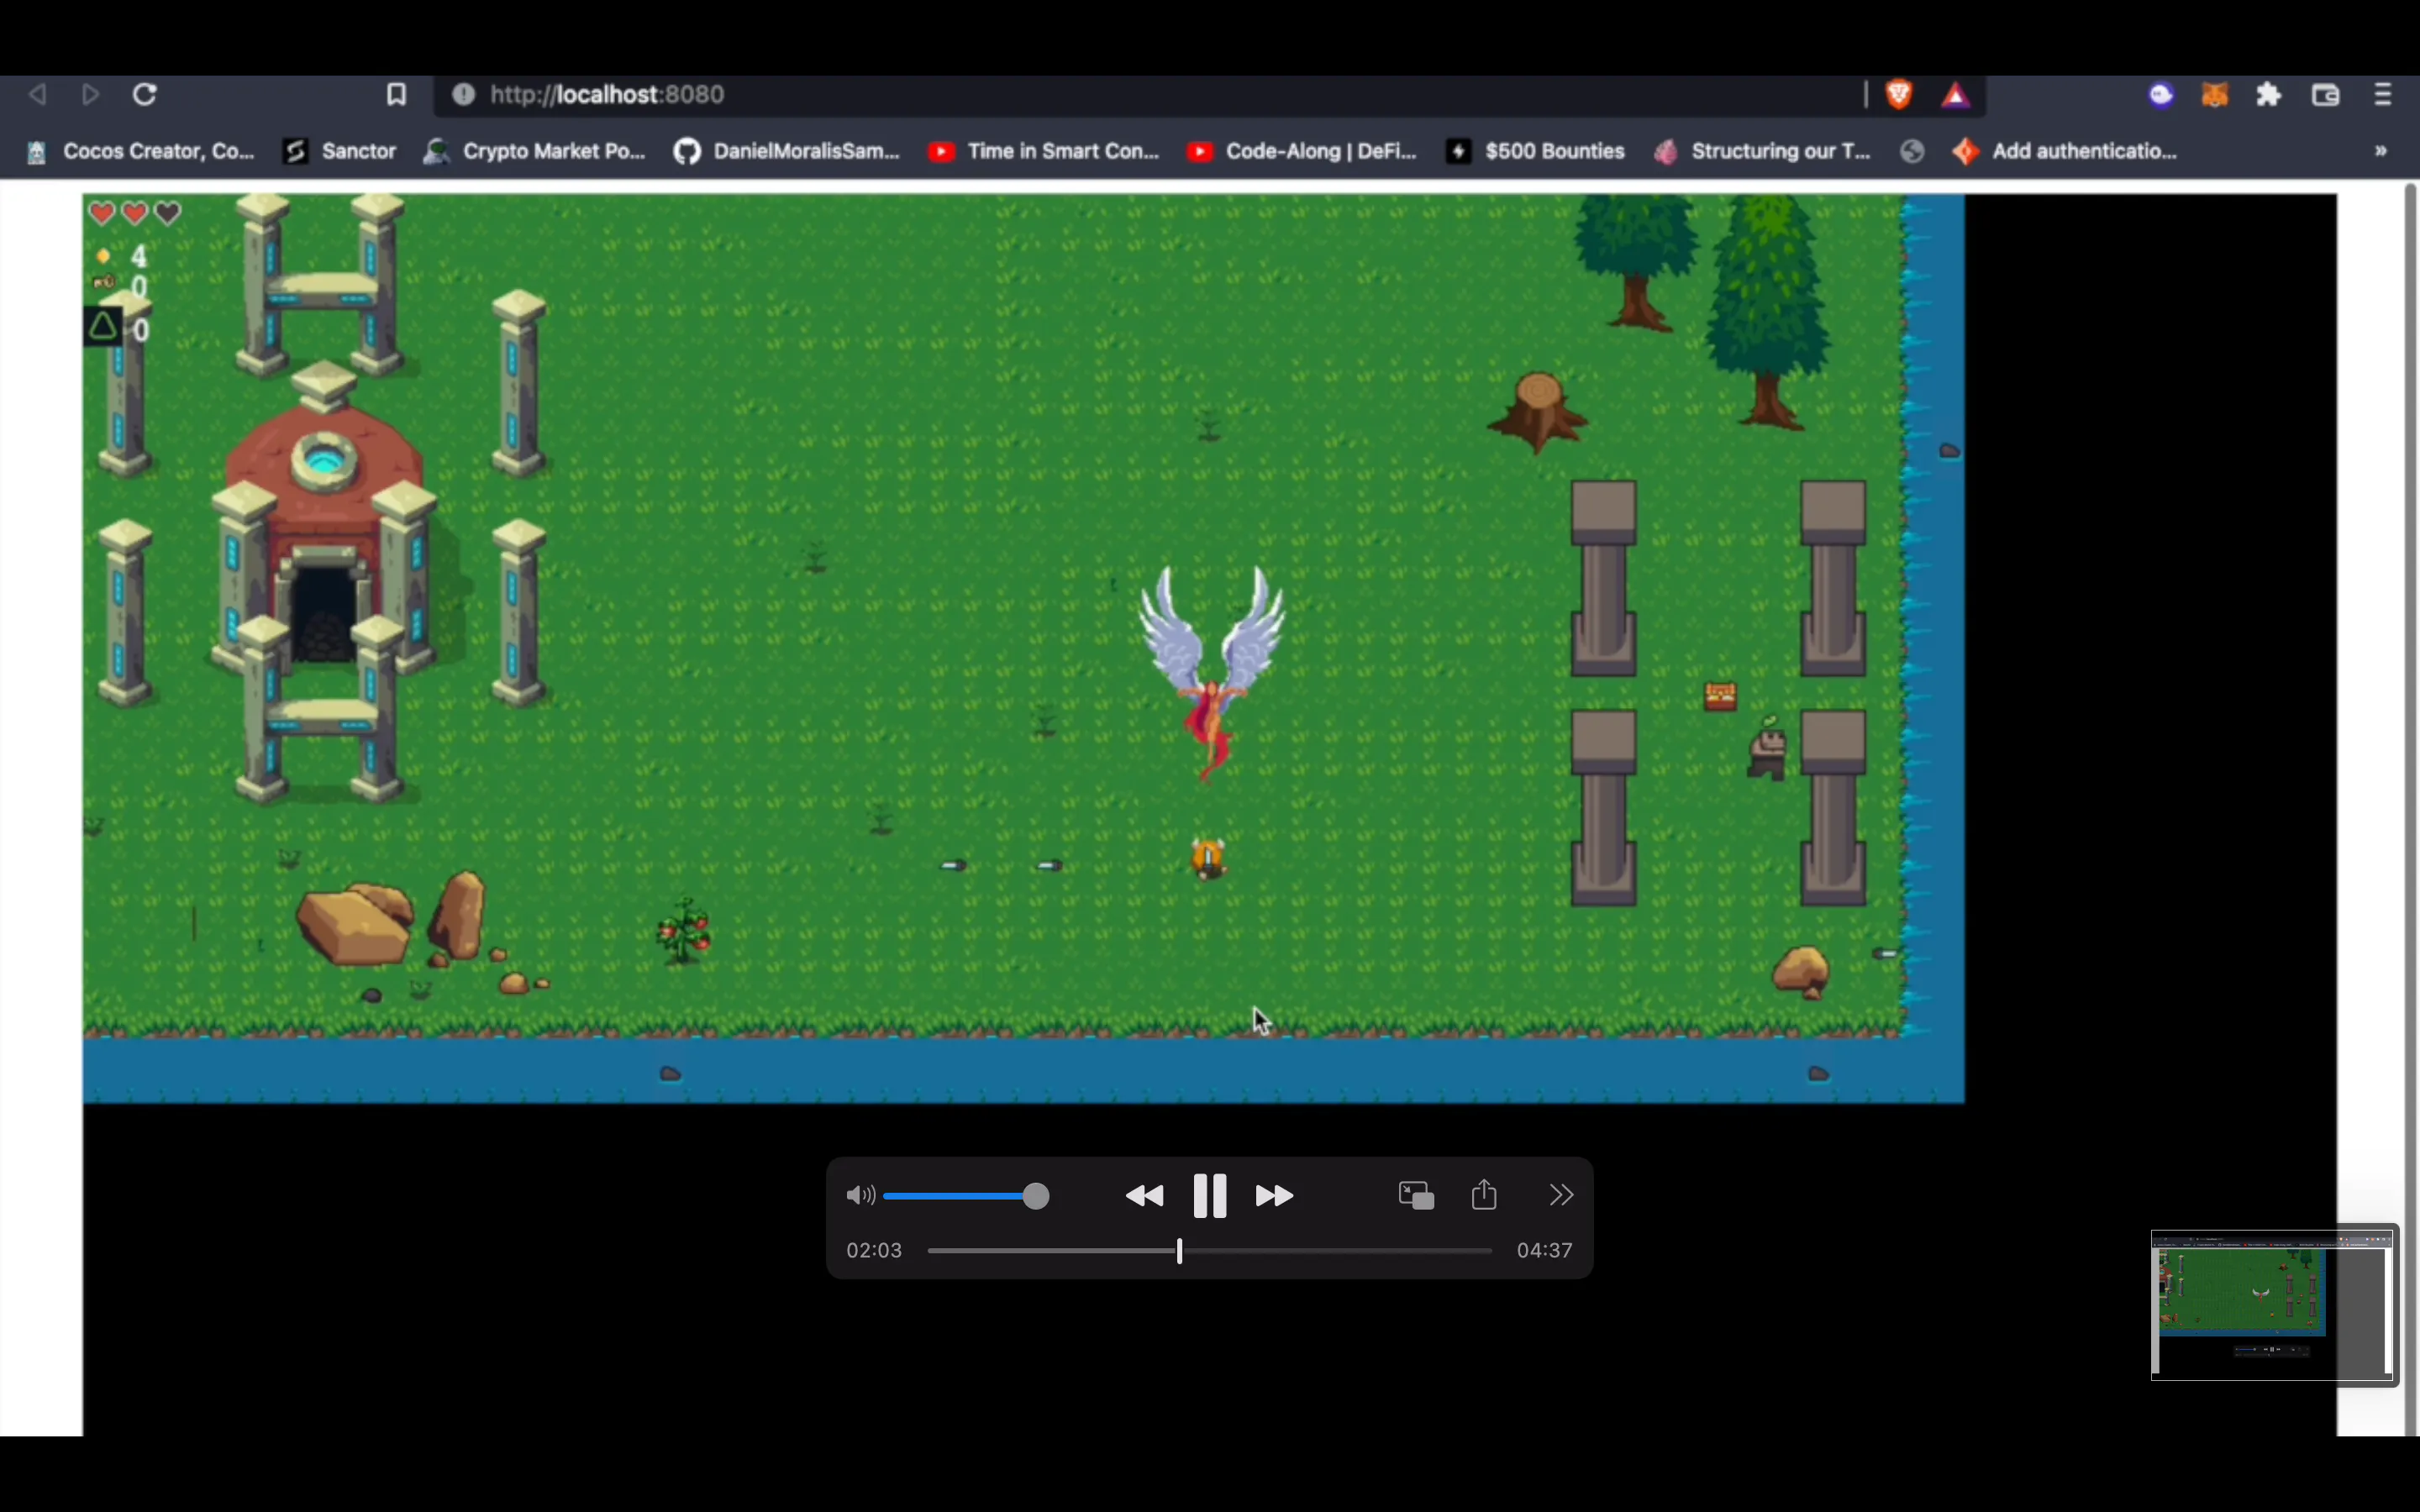 http://localhost:8080
Cocos Creator, Co... Sanctor Crypto Market Po... DanielMoralisSam... Time in Smart Con... Code-Along | DeFi... $500 Bounties Structuring our T... Add authenticatio... »
4
0
0
02:03 04:37